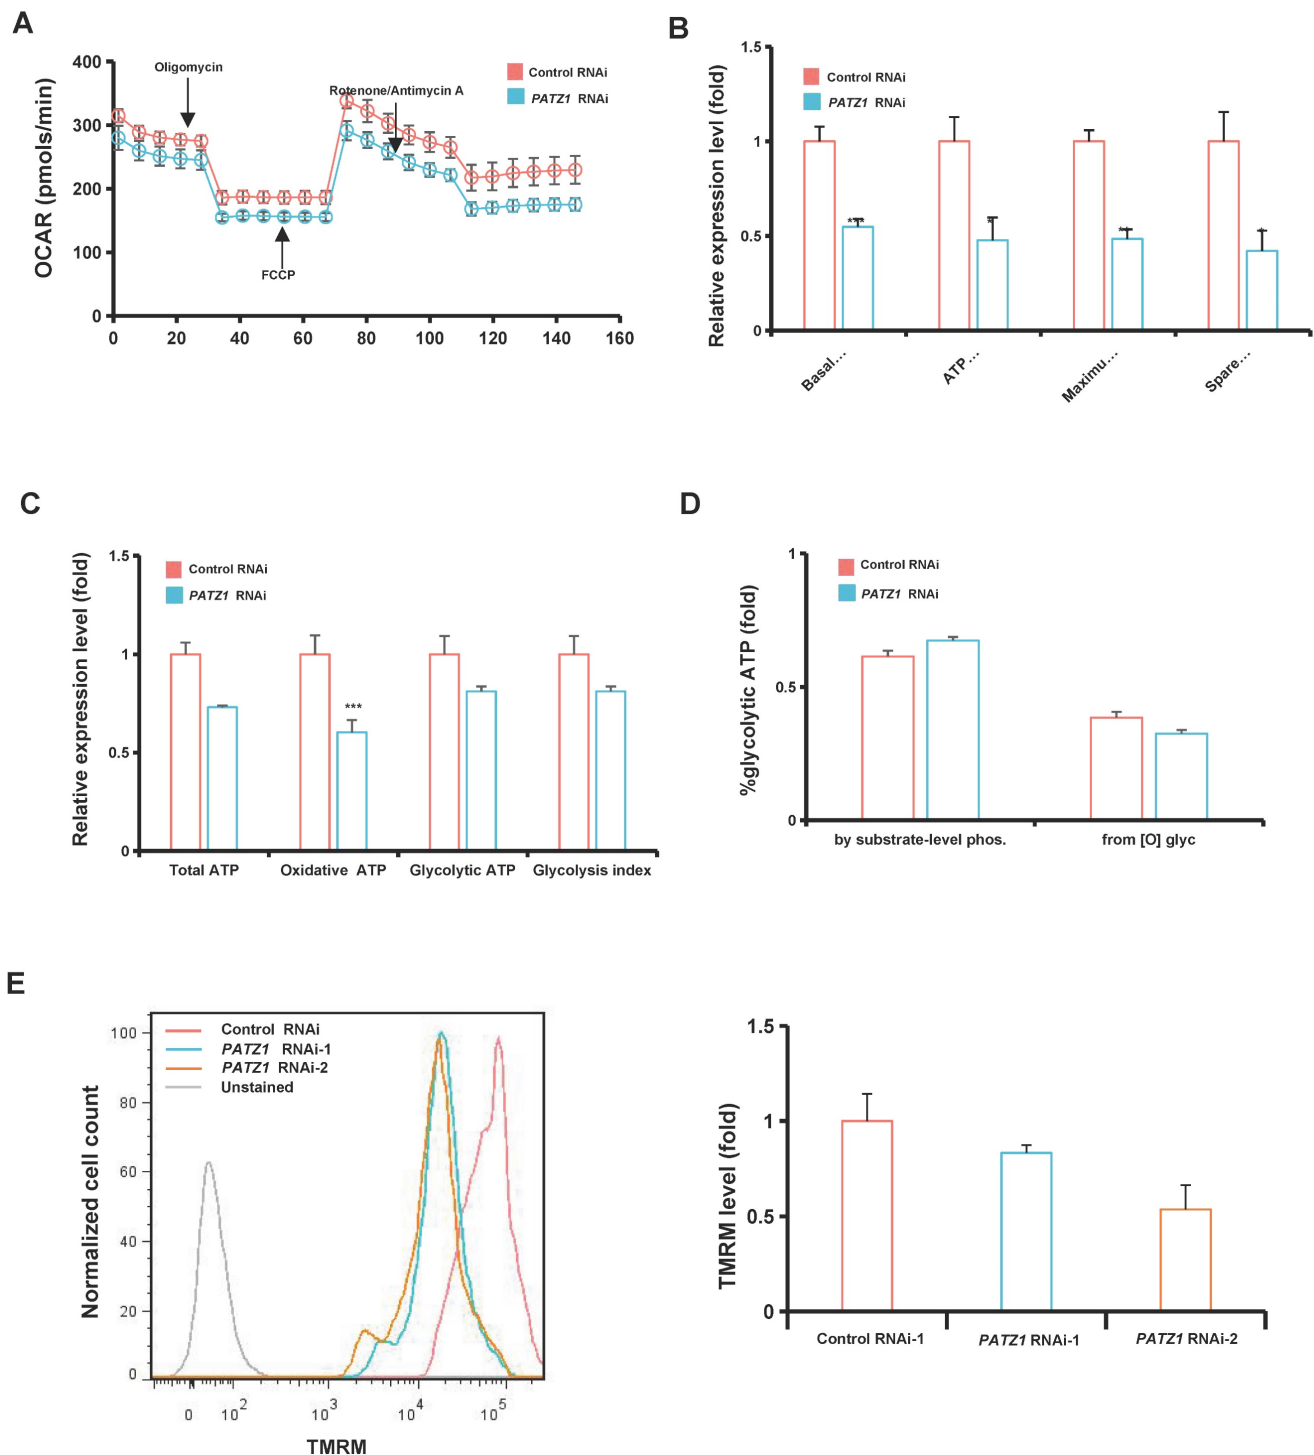 A
OCAR (pmols/min)
400
300
200
100
0
0 20 40 60 80 100 120 140 160
Oligomycin
Rotenone/Antimycin A
FCCP
Control RNAi
PATZ1 RNAi
B
Relative expression levl (fold)
1.5
1
0.5
0
Control RNAi
PATZ1 RNAi
***
*
**
*
Basal...
ATP...
Maximu...
Spare...
C
Relative expression level (fold)
1.5
1
0.5
0
Control RNAi
PATZ1 RNAi
***
Total ATP
Oxidative ATP
Glycolytic ATP
Glycolysis index
D
%glycolytic ATP (fold)
1
0.5
0
Control RNAi
PATZ1 RNAi
by substrate-level phos.
from [O] glyc
E
Normalized cell count
100
80
60
40
20
0
Control RNAi
PATZ1 RNAi-1
PATZ1 RNAi-2
Unstained
0 10² 10³ 10⁴ 10⁵
TMRM
TMRM level (fold)
1.5
1
0.5
0
Control RNAi-1
PATZ1 RNAi-1
PATZ1 RNAi-2